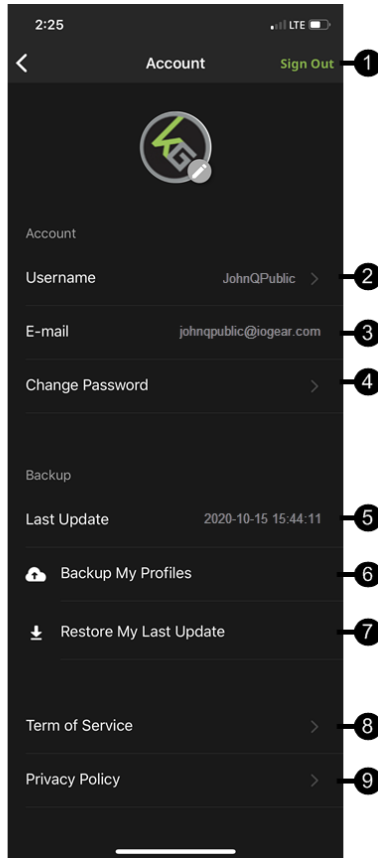 2:25 LTE
Account Sign Out 1
KG
Account
Username JohnQPublic 2
E-mail johnqpublic@iogear.com 3
Change Password 4
Backup
Last Update 2020-10-15 15:44:11 5
Backup My Profiles 6
Restore My Last Update 7
Term of Service 8
Privacy Policy 9